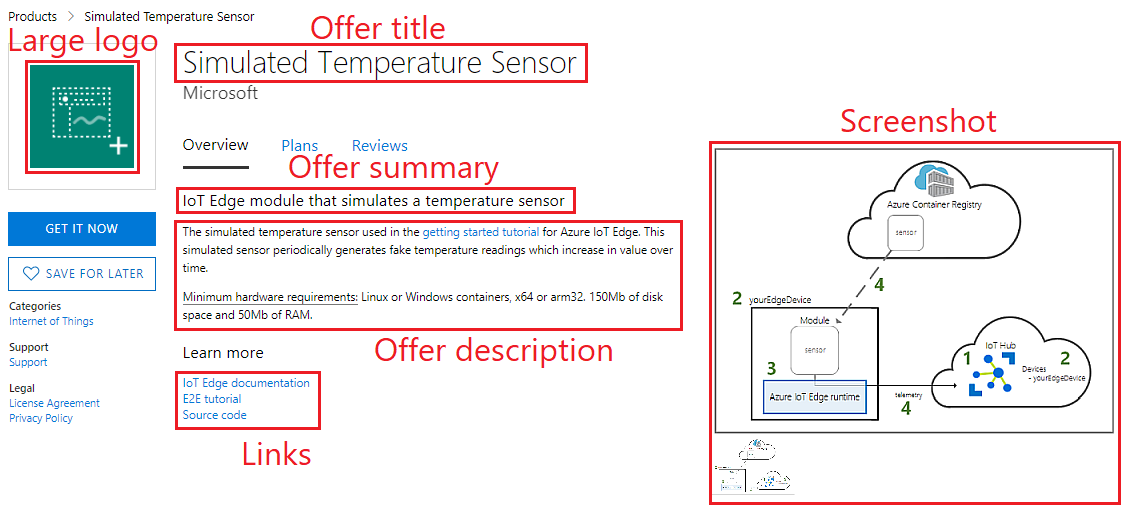 Products > Simulated Temperature Sensor
Large logo
Offer title
Simulated Temperature Sensor
Microsoft
Overview Plans Reviews
Offer summary
IoT Edge module that simulates a temperature sensor
GET IT NOW
SAVE FOR LATER
Categories
Internet of Things
Support
Support
Legal
License Agreement
Privacy Policy
The simulated temperature sensor used in the getting started tutorial for Azure IoT Edge. This
simulated sensor periodically generates fake temperature readings which increase in value over
time.
Minimum hardware requirements: Linux or Windows containers, x64 or arm32. 150Mb of disk
space and 50Mb of RAM.
Offer description
Learn more
IoT Edge documentation
E2E tutorial
Source code
Links
Screenshot
Azure Container Registry
sensor
4
2 yourEdgeDevice
Module
sensor
3
Azure IoT Edge runtime
telemetry
4
IoT Hub
1
2
Devices
- yourEdgeDevice